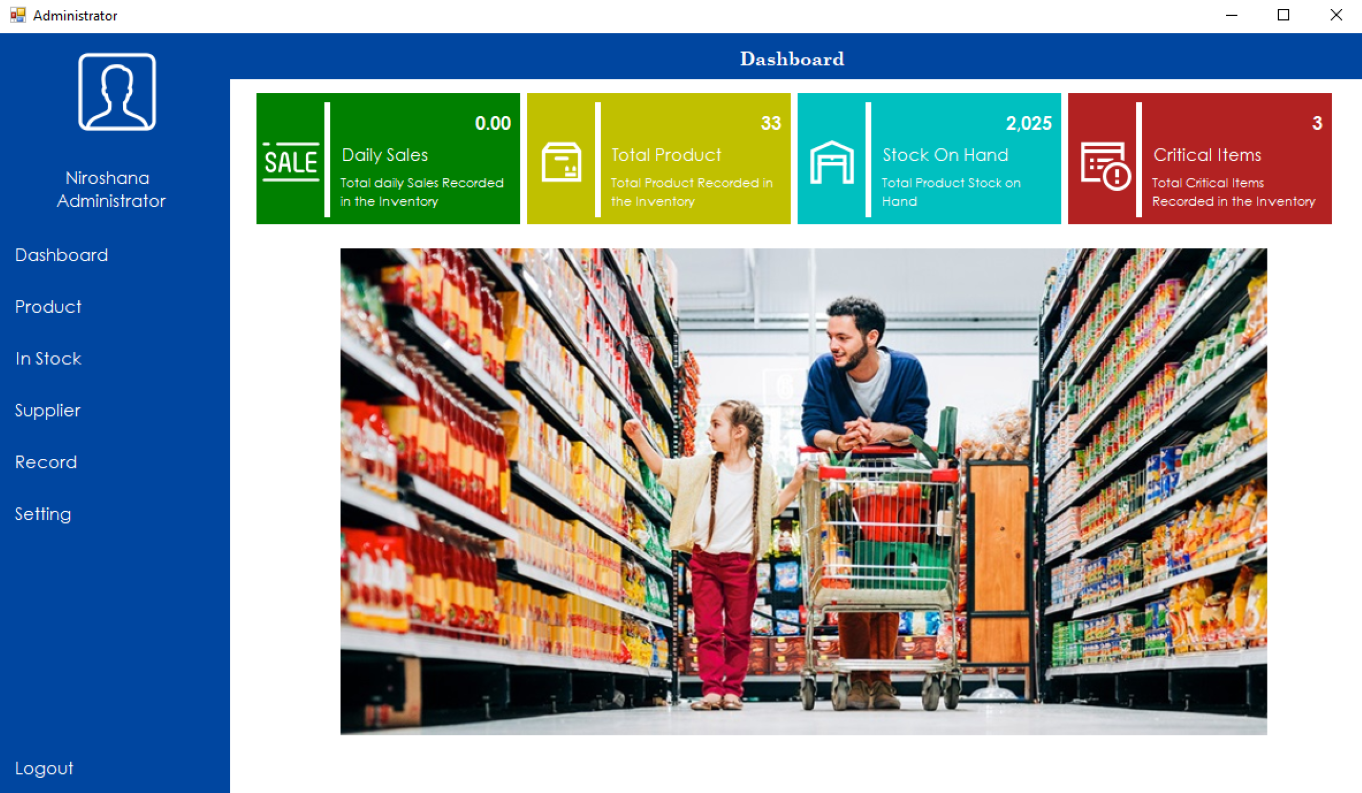 Administrator
Dashboard
Niroshana
Administrator
Dashboard
Product
In Stock
Supplier
Record
Setting
Logout
SALE
0.00
Daily Sales
Total daily Sales Recorded
in the Inventory
33
Total Product
Total Product Recorded in
the Inventory
2,025
Stock On Hand
Total Product Stock on
Hand
3
Critical Items
Total Critical Items
Recorded in the Inventory